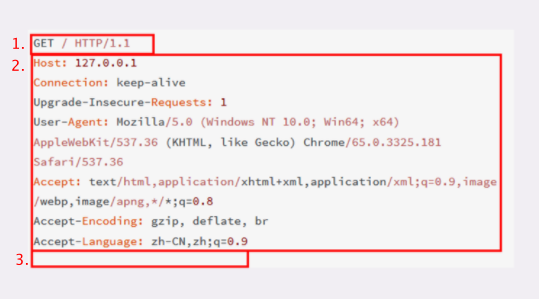 1. GET / HTTP/1.1
2. Host: 127.0.0.1
Connection: keep-alive
Upgrade-Insecure-Requests: 1
User-Agent: Mozilla/5.0 (Windows NT 10.0; Win64; x64)
AppleWebKit/537.36 (KHTML, like Gecko) Chrome/65.0.3325.181
Safari/537.36
Accept: text/html,application/xhtml+xml,application/xml;q=0.9,image
/webp,image/apng,*/*;q=0.8
Accept-Encoding: gzip, deflate, br
Accept-Language: zh-CN,zh;q=0.9
3.